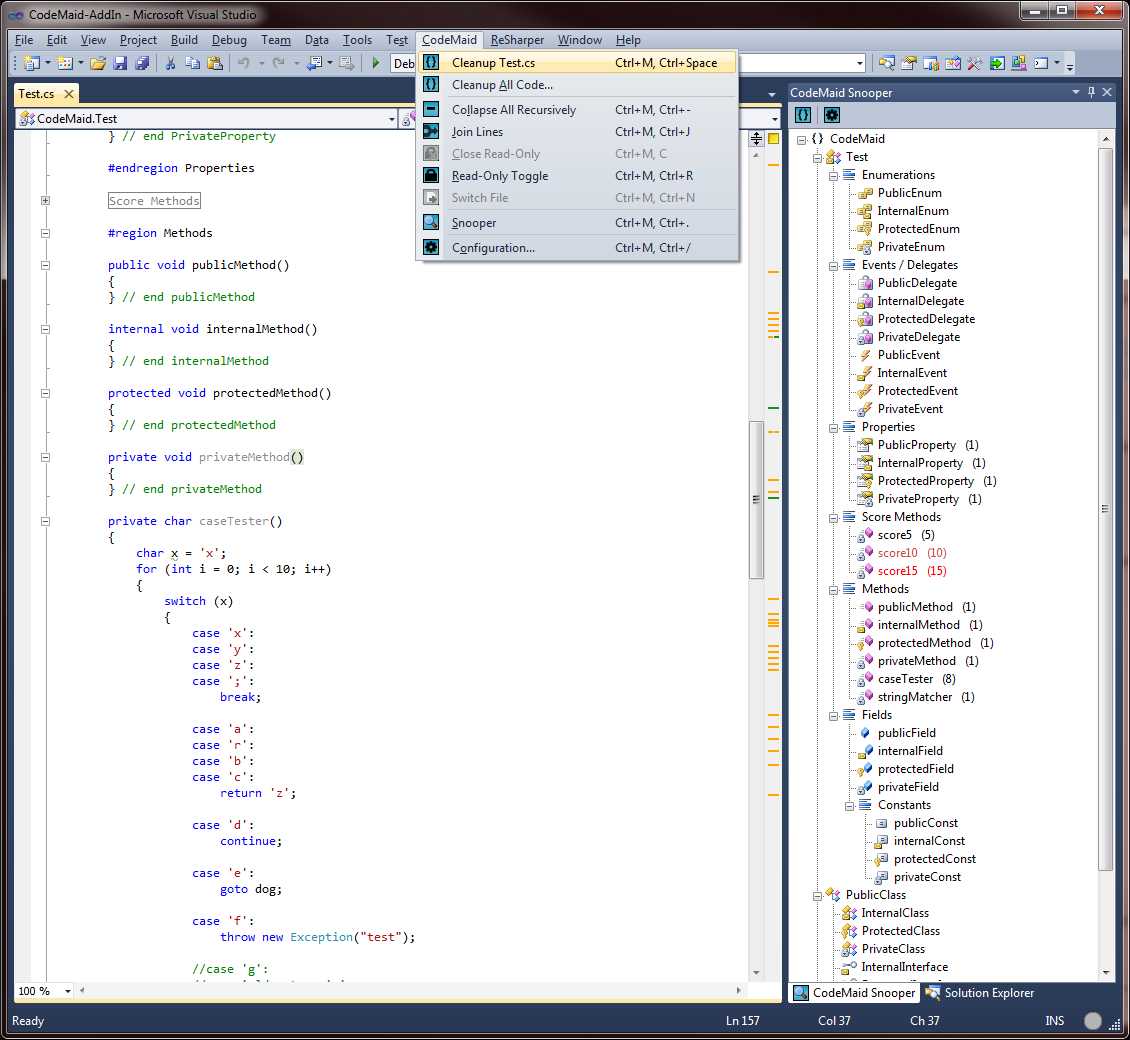 CodeMaid-AddIn - Microsoft Visual Studio
File Edit View Project Build Debug Team Data Tools Test CodeMaid ReSharper Window Help
Deb
Cleanup Test.cs Ctrl+M, Ctrl+Space
Cleanup All Code...
Collapse All Recursively Ctrl+M, Ctrl+-
Join Lines Ctrl+M, Ctrl+J
Close Read-Only Ctrl+M, C
Read-Only Toggle Ctrl+M, Ctrl+R
Switch File Ctrl+M, Ctrl+N
Snooper Ctrl+M, Ctrl+.
Configuration... Ctrl+M, Ctrl+/
Test.cs
CodeMaid.Test
} // end PrivateProperty
#endregion Properties
Score Methods
#region Methods
public void publicMethod()
{
} // end publicMethod
internal void internalMethod()
{
} // end internalMethod
protected void protectedMethod()
{
} // end protectedMethod
private void privateMethod()
{
} // end privateMethod
private char caseTester()
{
char x = 'x';
for (int i = 0; i < 10; i++)
{
switch (x)
{
case 'x':
case 'y':
case 'z':
case ';':
break;
case 'a':
case 'r':
case 'b':
case 'c':
return 'z';
case 'd':
continue;
case 'e':
goto dog;
case 'f':
throw new Exception("test");
//case 'g':
100 %
CodeMaid Snooper
{} CodeMaid
Test
Enumerations
PublicEnum
InternalEnum
ProtectedEnum
PrivateEnum
Events / Delegates
PublicDelegate
InternalDelegate
ProtectedDelegate
PrivateDelegate
PublicEvent
InternalEvent
ProtectedEvent
PrivateEvent
Properties
PublicProperty (1)
InternalProperty (1)
ProtectedProperty (1)
PrivateProperty (1)
Score Methods
score5 (5)
score10 (10)
score15 (15)
Methods
publicMethod (1)
internalMethod (1)
protectedMethod (1)
privateMethod (1)
caseTester (8)
stringMatcher (1)
Fields
publicField
internalField
protectedField
privateField
Constants
publicConst
internalConst
protectedConst
privateConst
PublicClass
InternalClass
ProtectedClass
PrivateClass
InternalInterface
CodeMaid Snooper Solution Explorer
Ready Ln 157 Col 37 Ch 37 INS